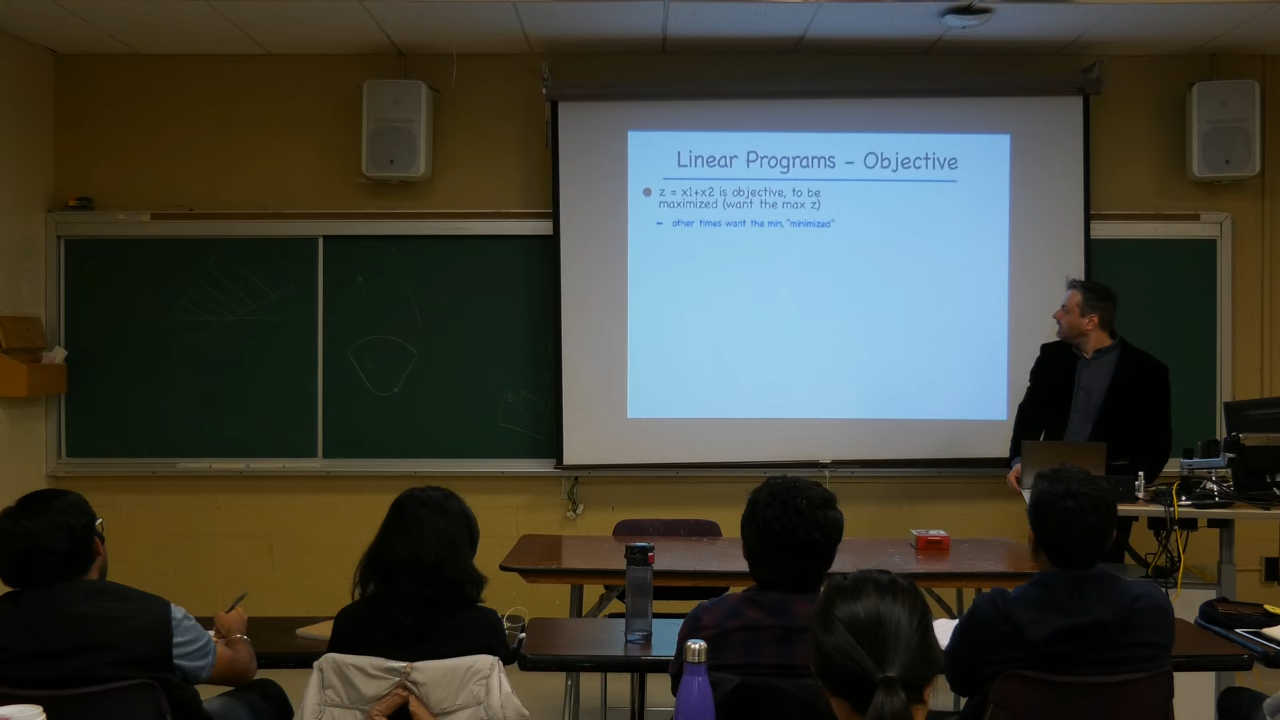 Linear Programs - Objective
z = x1+x2 is objective, to be
maximized (want the max z)
- other times want the min, "minimized"